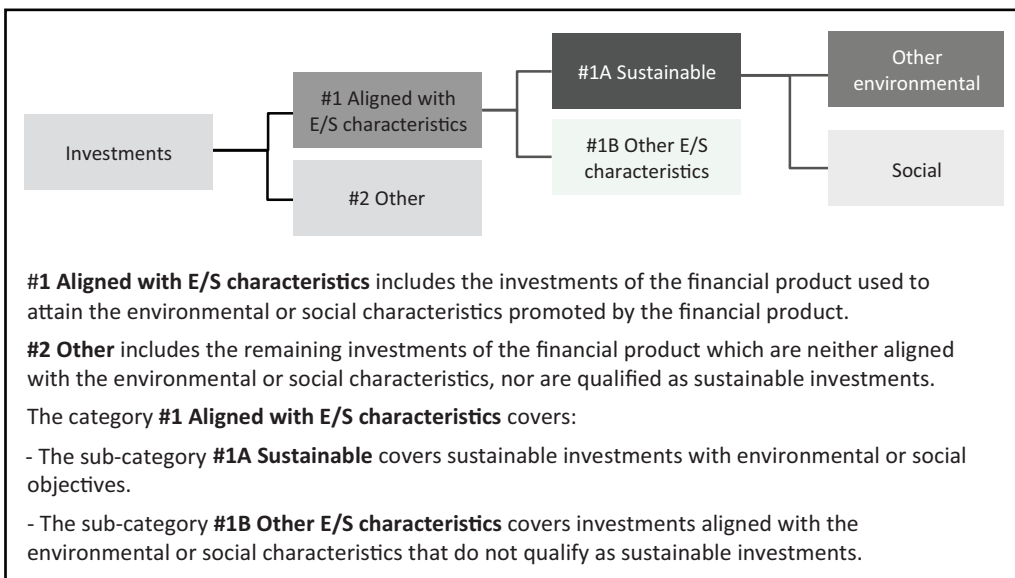 Investments
#1 Aligned with
E/S characteristics
#2 Other
#1A Sustainable
#1B Other E/S
characteristics
Other
environmental
Social
#1 Aligned with E/S characteristics includes the investments of the financial product used to
attain the environmental or social characteristics promoted by the financial product.
#2 Other includes the remaining investments of the financial product which are neither aligned
with the environmental or social characteristics, nor are qualified as sustainable investments.
The category #1 Aligned with E/S characteristics covers:
- The sub-category #1A Sustainable covers sustainable investments with environmental or social
objectives.
- The sub-category #1B Other E/S characteristics covers investments aligned with the
environmental or social characteristics that do not qualify as sustainable investments.